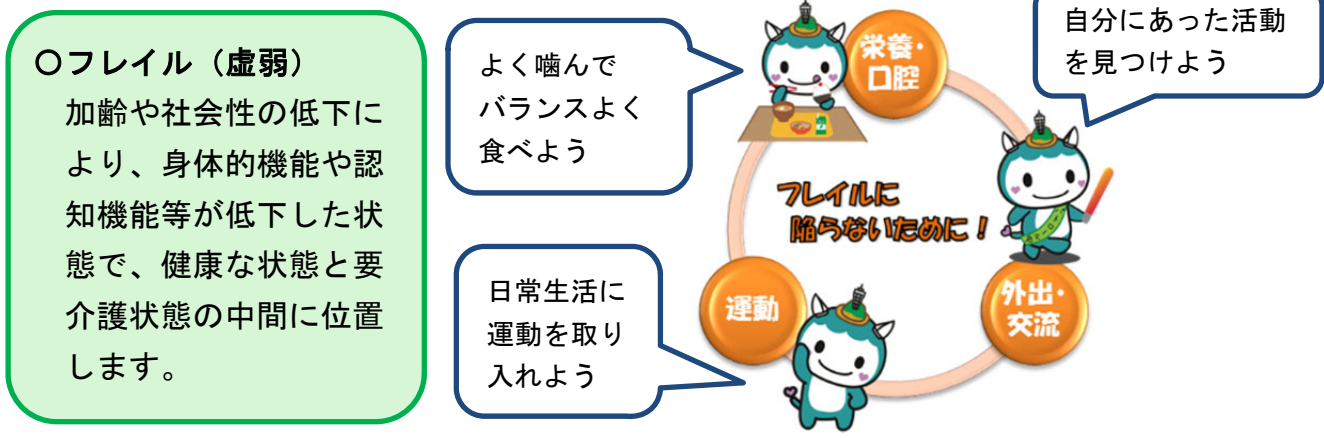 〇フレイル（虚弱）
加齢や社会性の低下に
より、身体的機能や認
知機能等が低下した状
態で、健康な状態と要
介護状態の中間に位置
します。
よく噛んで
バランスよく
食べよう
栄養・
口腔
自分にあった活動
を見つけよう
フレイルに
陥らないために！
日常生活に
運動を取り
入れよう
運動
外出・
交流